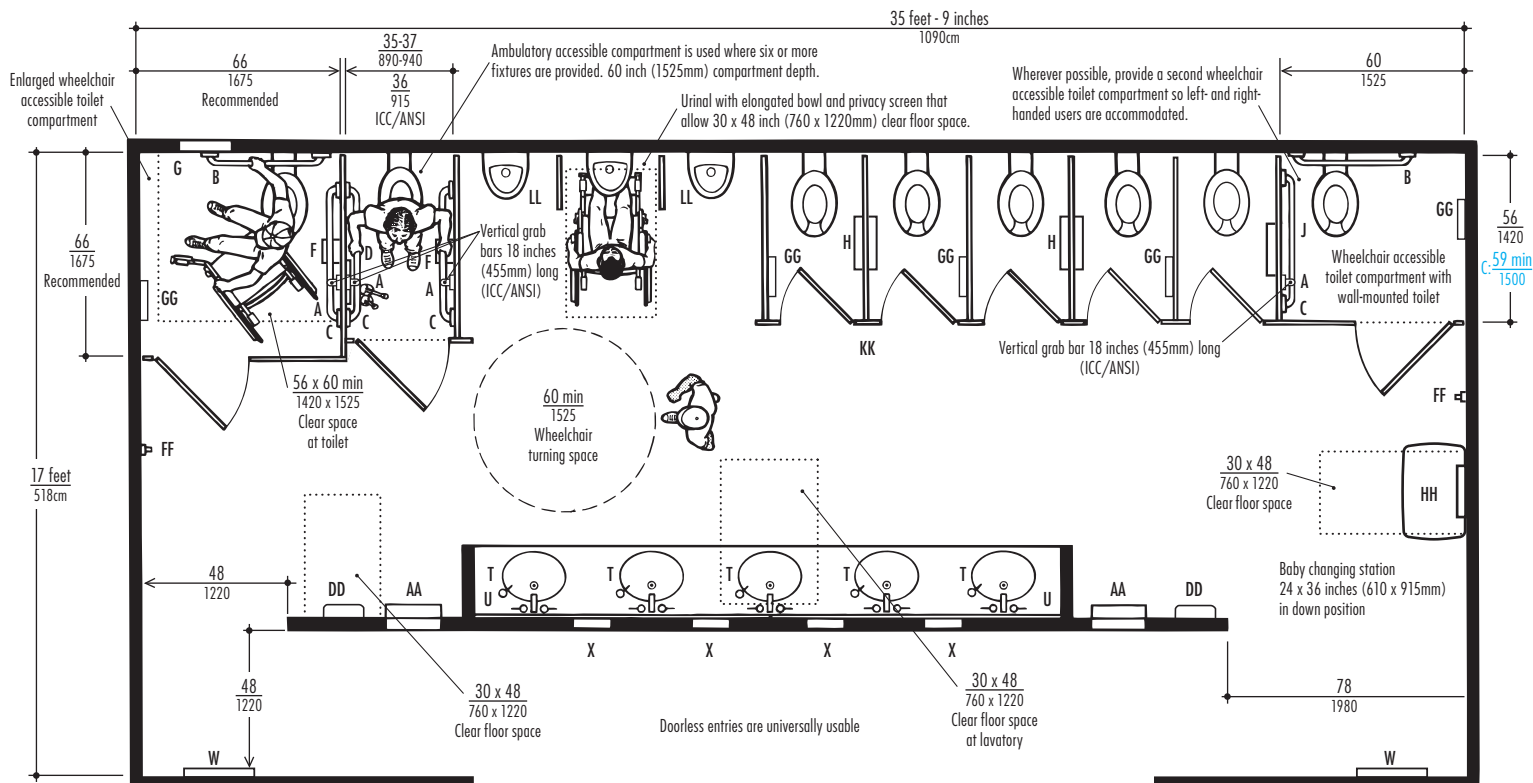 35 feet - 9 inches
1090cm
66
1675
Recommended
35-37
890-940
36
915
ICC/ANSI
Ambulatory accessible compartment is used where six or more
fixtures are provided. 60 inch (1525mm) compartment depth.
Urinal with elongated bowl and privacy screen that
allow 30 x 48 inch (760 x 1220mm) clear floor space.
Wherever possible, provide a second wheelchair
accessible toilet compartment so left- and right-
handed users are accommodated.
60
1525
Enlarged wheelchair
accessible toilet
compartment
G
B
LL
LL
B
66
1675
Recommended
F
D
F
Vertical grab
bars 18 inches
(455mm) long
(ICC/ANSI)
GG
H
GG
H
GG
J
GG
Wheelchair accessible
toilet compartment with
wall-mounted toilet
56
1420
C: 59 min
1500
GG
A
A
A
A
C
C
C
C
KK
Vertical grab bar 18 inches (455mm) long
(ICC/ANSI)
56 x 60 min
1420 x 1525
Clear space
at toilet
60 min
1525
Wheelchair
turning space
FF
FF
17 feet
518cm
30 x 48
760 x 1220
Clear floor space
HH
48
1220
DD
AA
T
T
T
T
T
U
U
AA
DD
Baby changing station
24 x 36 inches (610 x 915mm)
in down position
X
X
X
X
48
1220
30 x 48
760 x 1220
Clear floor space
Doorless entries are universally usable
30 x 48
760 x 1220
Clear floor space
at lavatory
78
1980
W
W